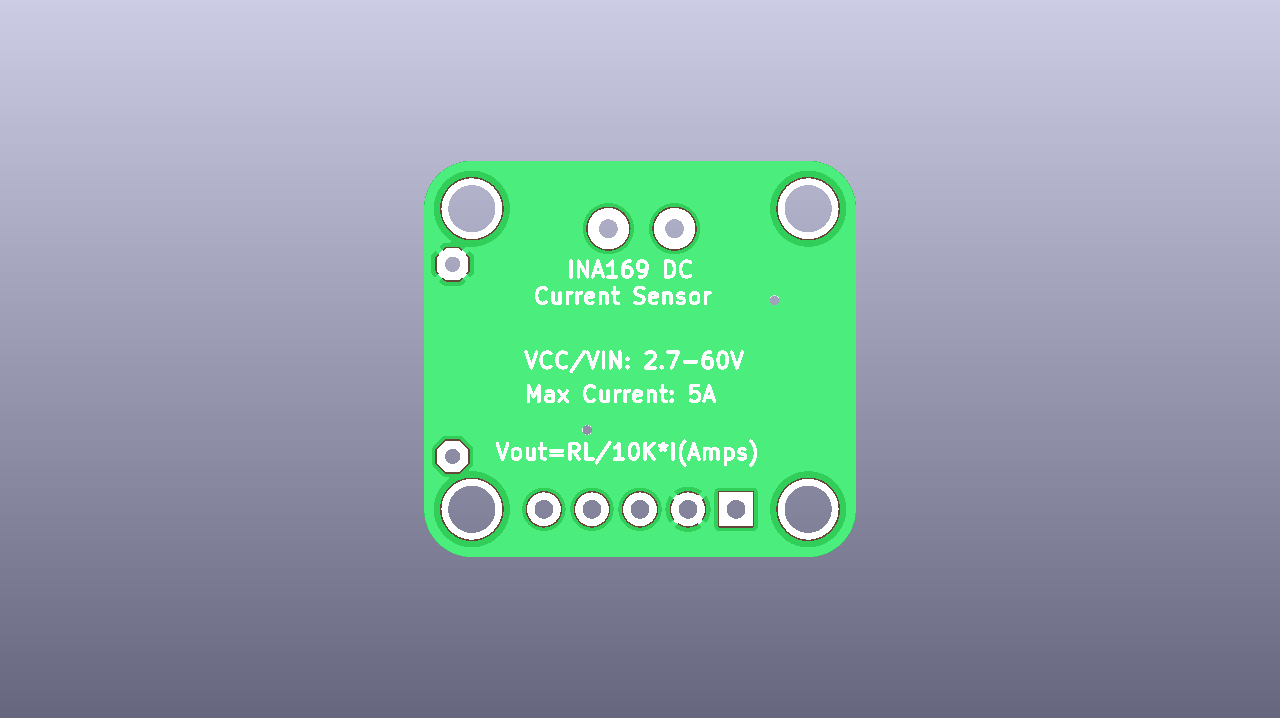 INA169 DC
Current Sensor
VCC/VIN: 2.7-60V
Max Current: 5A
Vout=RL/10K*I(Amps)